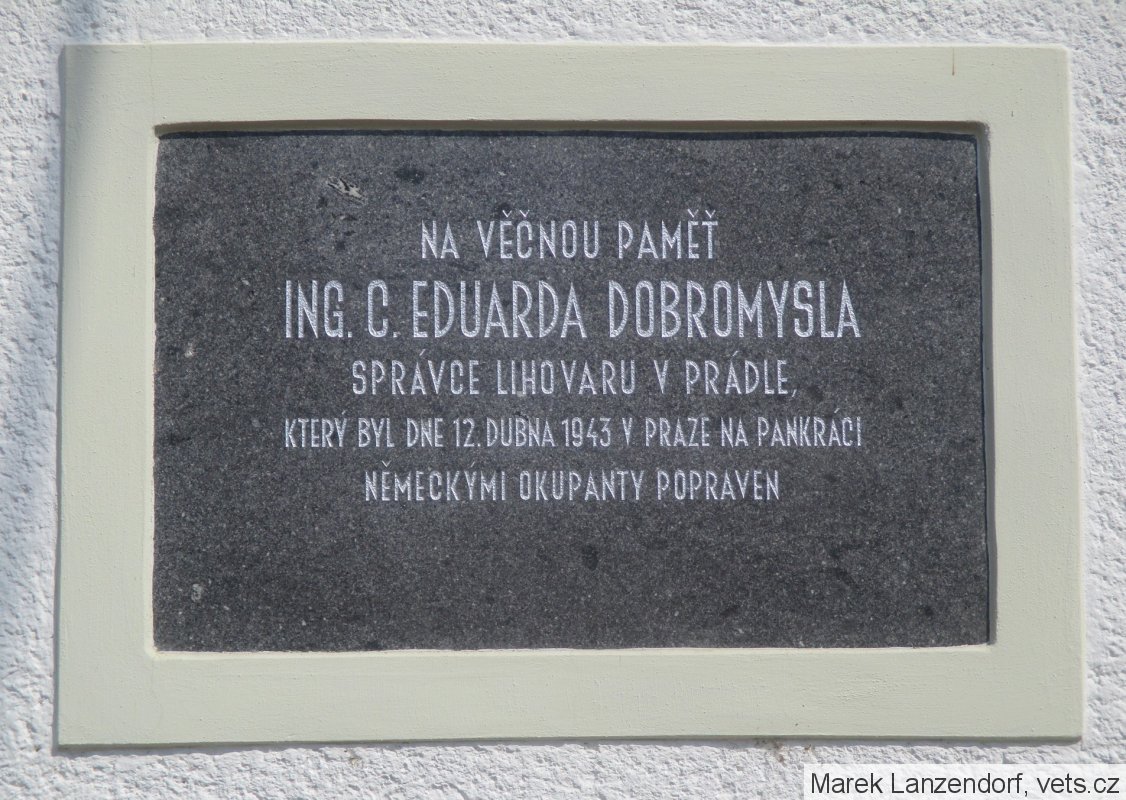 NA VĚČNOU PAMĚŤ
ING. C. EDUARDA DOBROMYSLA
SPRÁVCE LIHOVARU V PRÁDLE,
KTERÝ BYL DNE 12. DUBNA 1943 V PRAZE NA PANKRÁCI
NĚMECKÝMI OKUPANTY POPRAVEN
Marek Lanzendorf, vets.cz